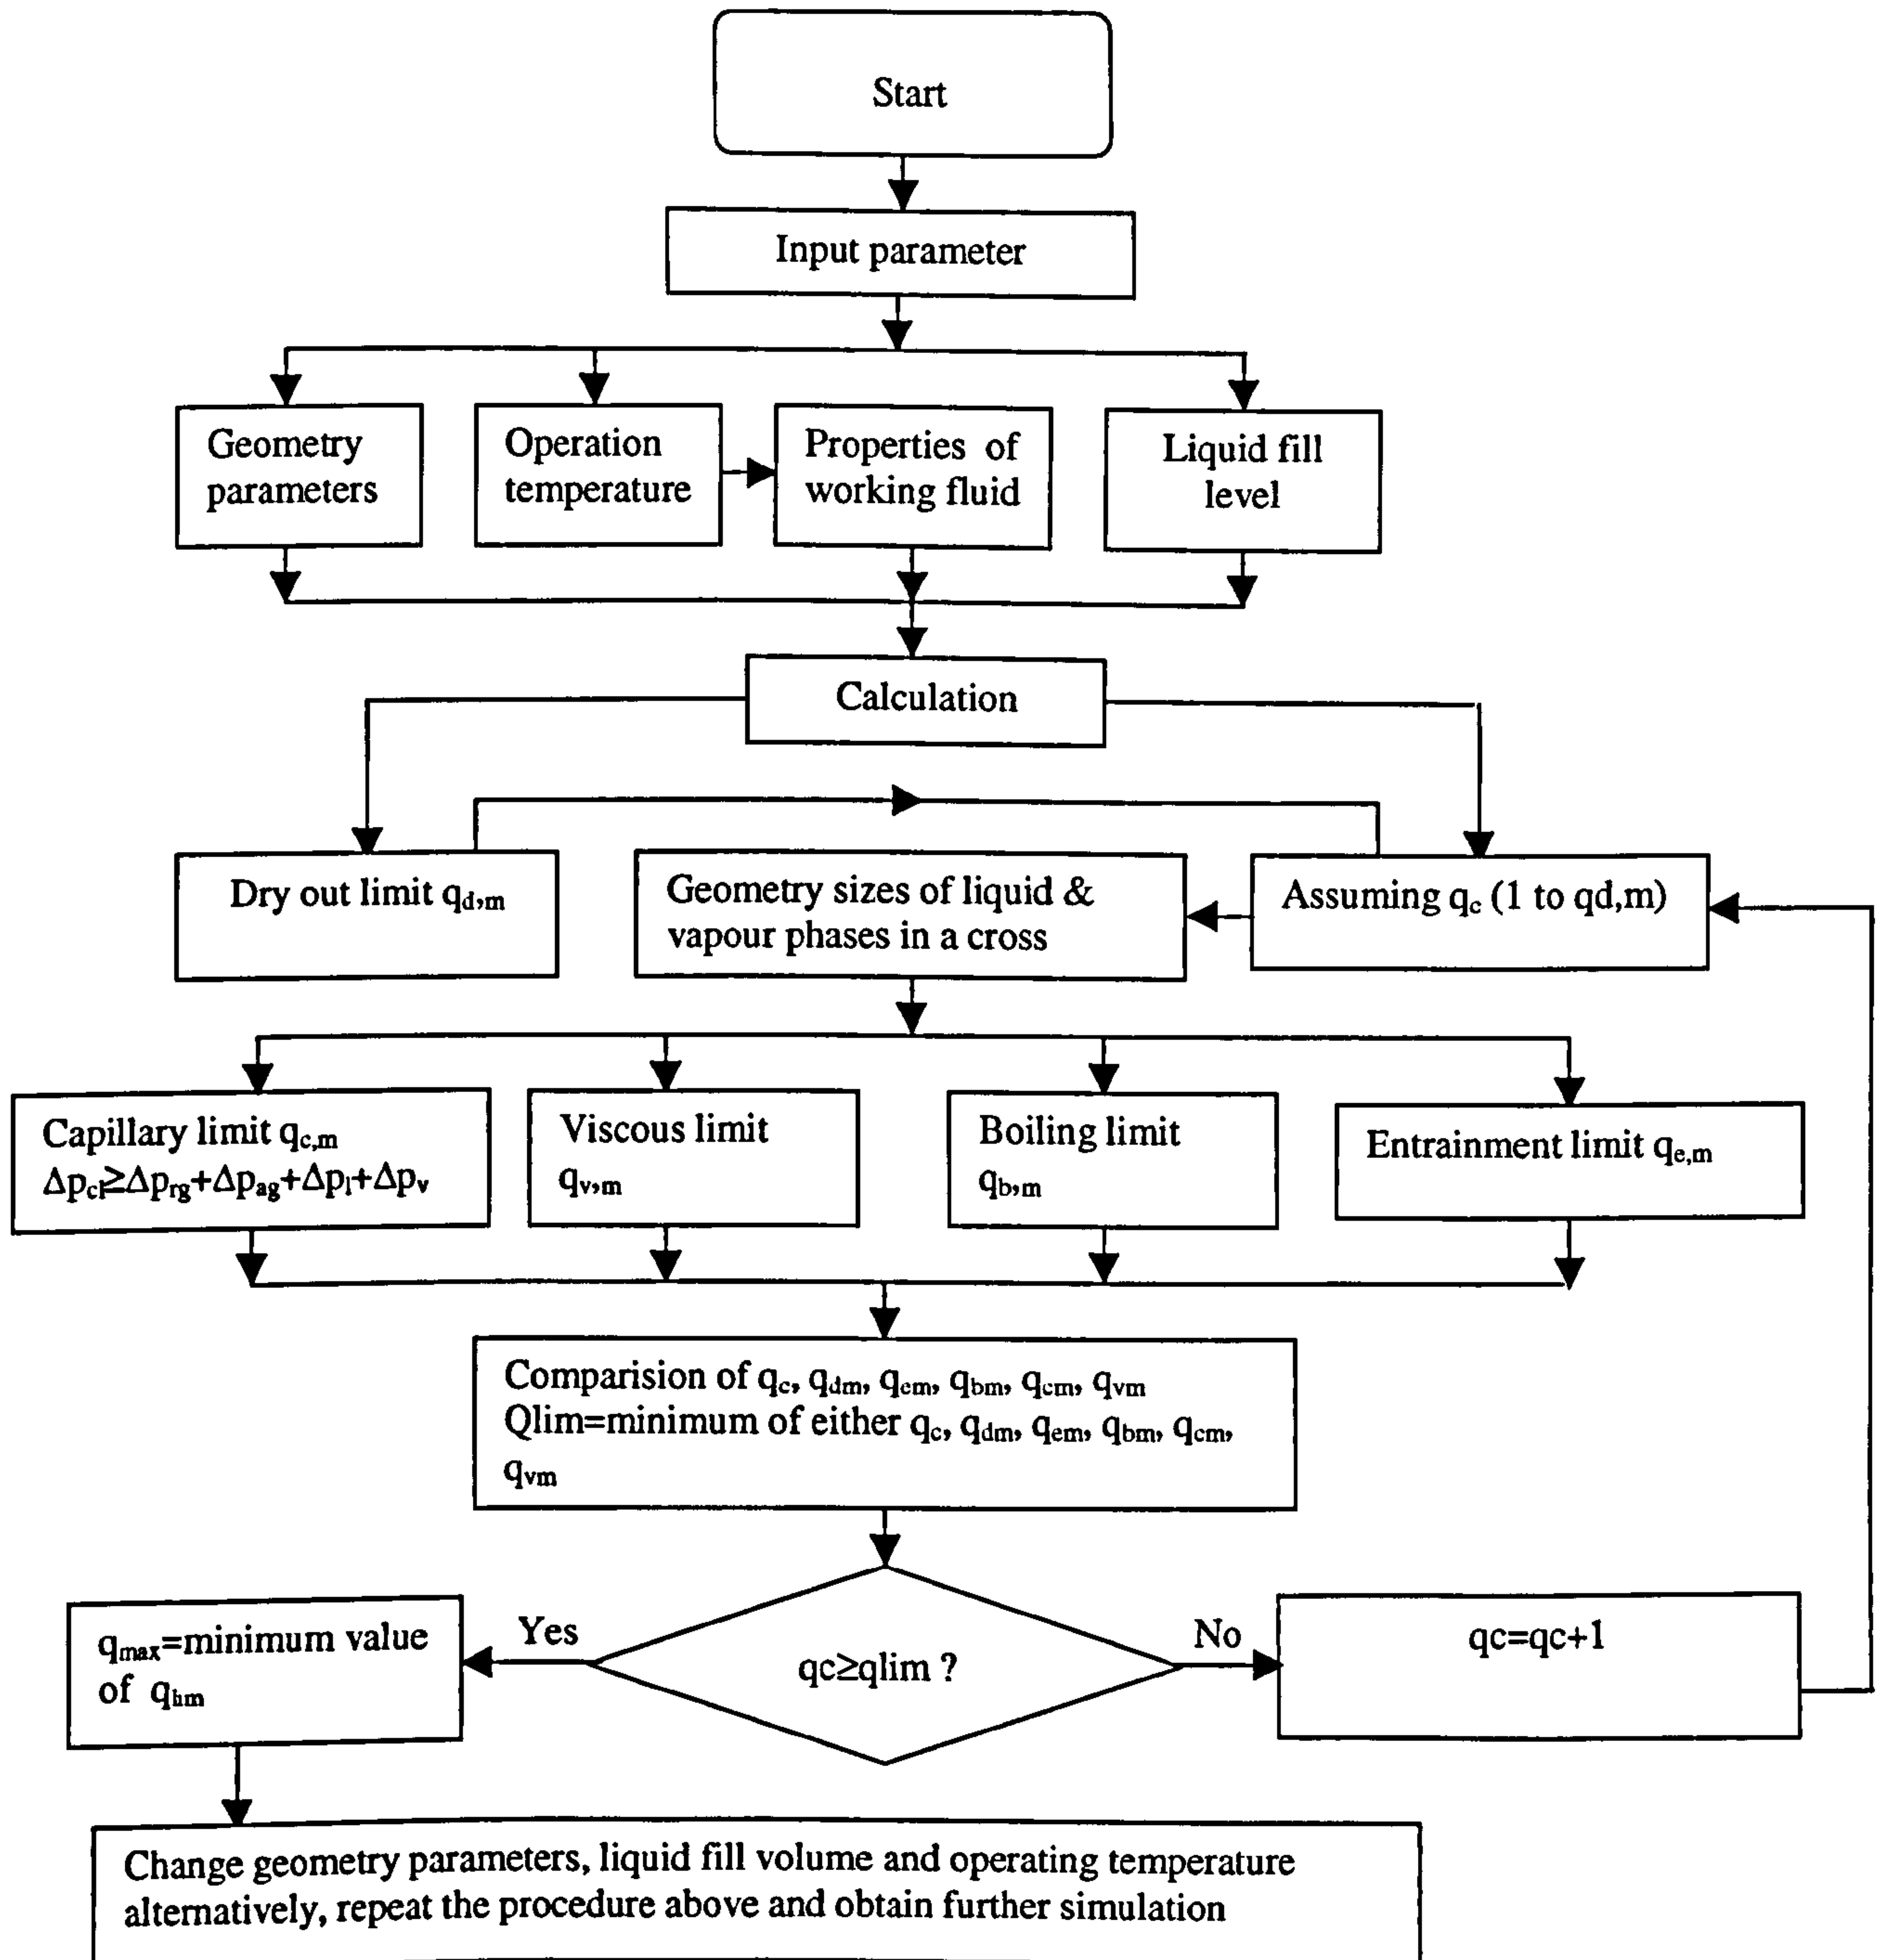 Start
Input parameter
Geometry
parameters
Operation
temperature
Properties of
working fluid
Liquid fill
level
Calculation
Dry out limit qd,m
Geometry sizes of liquid &
vapour phases in a cross
Assuming qc (1 to qd,m)
Capillary limit qc,m
Δpcl≥Δprg+Δpag+Δpl+Δpv
Viscous limit
qv,m
Boiling limit
qb,m
Entrainment limit qe,m
Comparision of qc, qdm, qem, qbm, qcm, qvm
Qlim=minimum of either qc, qdm, qem, qbm, qcm,
qvm
qmax=minimum value
of qlim
Yes
qc≥qlim ?
No
qc=qc+1
Change geometry parameters, liquid fill volume and operating temperature
alternatively, repeat the procedure above and obtain further simulation